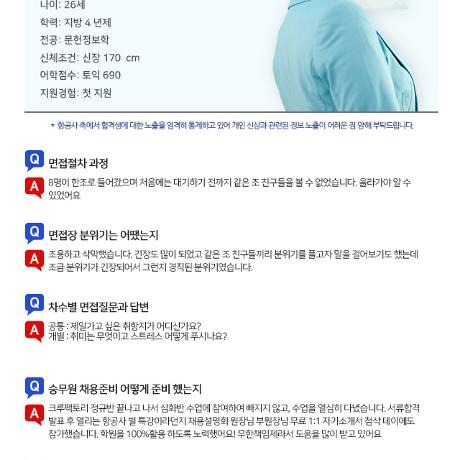 나이: 26세
학력: 지방 4년제
전공: 문헌정보학
신체조건: 신장 170 cm
어학점수: 토익 690
지원경험: 첫 지원
* 항공사 측에서 합격생에 대한 노출을 엄격히 통제하고 있어 개인 신상과 관련된 정보 노출이 어려운 점 양해 부탁드립니다.
Q 면접절차 과정
A 8명이 한조로 들어갔으며 처음에는 대기하기 전까지 같은 조 친구들을 볼 수 없었습니다. 올라가야 알 수
있었어요
Q 면접장 분위기는 어땠는지
A 조용하고 삭막했습니다. 긴장도 많이 되었고 같은 조 친구들끼리 분위기를 풀고자 말을 걸어보기도 했는데
조금 분위기가 긴장되어서 그런지 경직된 분위기였습니다.
Q 차수별 면접질문과 답변
A 공통 : 제일가고 싶은 취항지가 어디신가요?
개별 : 취미는 무엇이고 스트레스 어떻게 푸시나요?
Q 승무원 채용준비 어떻게 준비 했는지
A 크루팩토리 정규반 끝나고 나서 심화반 수업에 참여하여 빠지지 않고, 수업을 열심히 다녔습니다. 서류합격
발표 후 열리는 항공사 별 특강이라던지 채용설명회 원장님 부원장님 무료 1:1 자기소개서 첨삭 데이에도
참가했습니다. 학원을 100%활용 하도록 노력했어요! 무한책임제라서 도움을 많이 받고 있어요